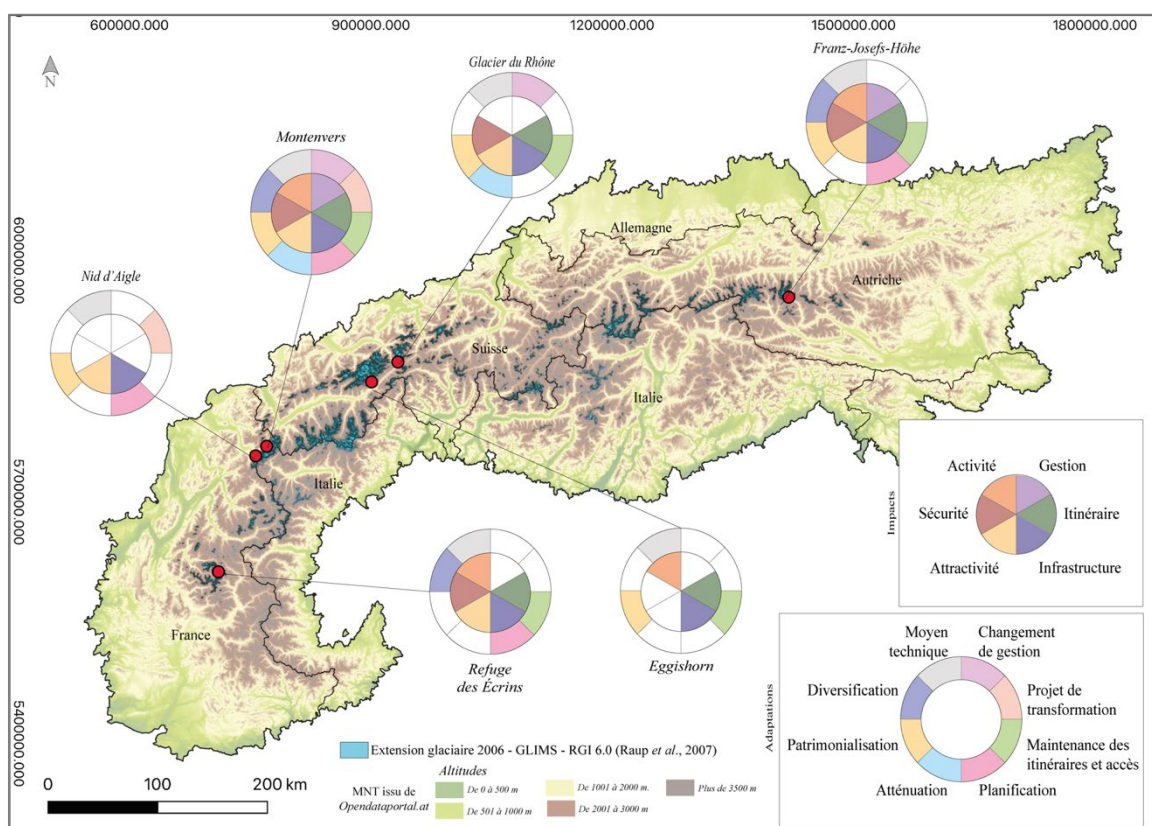 600000.000 900000.000 1200000.000 1500000.000 1800000.000
N
Franz-Josefs-Höhe
Glacier du Rhône
Montenvers
Nid d'Aigle
6000000.000
5700000.000
5400000.000
Allemagne
Autriche
Suisse
Italie
Italie
France
Refuge
des Écrins
Eggishorn
Impacts
Activité
Gestion
Sécurité
Itinéraire
Attractivité
Infrastructure
Adaptations
Moyen
technique
Changement
de gestion
Diversification
Projet de
transformation
Patrimonialisation
Maintenance des
itinéraires et accès
Atténuation
Planification
Extension glaciaire 2006 - GLIMS - RGI 6.0 (Raup et al., 2007)
Altitudes
MNT issu de
Opendataportal.at
De 0 à 500 m
De 501 à 1000 m
De 1001 à 2000 m.
De 2001 à 3000 m
Plus de 3500 m
0 100 200 km